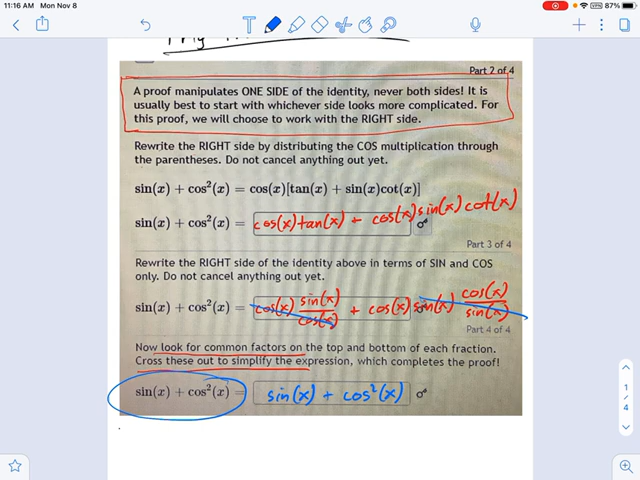 11:16 AM Mon Nov 8
VPN 87%
Part 2 of 4
A proof manipulates ONE SIDE of the identity, never both sides! It is
usually best to start with whichever side looks more complicated. For
this proof, we will choose to work with the RIGHT side.
Rewrite the RIGHT side by distributing the COS multiplication through
the parentheses. Do not cancel anything out yet.
sin(x) + cos²(x) = cos(x)[tan(x) + sin(x)cot(x)]
sin(x) + cos²(x) = cos(x)tan(x) + cos(x)sin(x)cot(x)
Part 3 of 4
Rewrite the RIGHT side of the identity above in terms of SIN and COS
only. Do not cancel anything out yet.
sin(x) + cos²(x) = cos(x) sin(x)/cos(x) + cos(x) sin(x) cos(x)/sin(x)
Part 4 of 4
Now look for common factors on the top and bottom of each fraction.
Cross these out to simplify the expression, which completes the proof!
sin(x) + cos²(x) = sin(x) + cos²(x)
1
/
4